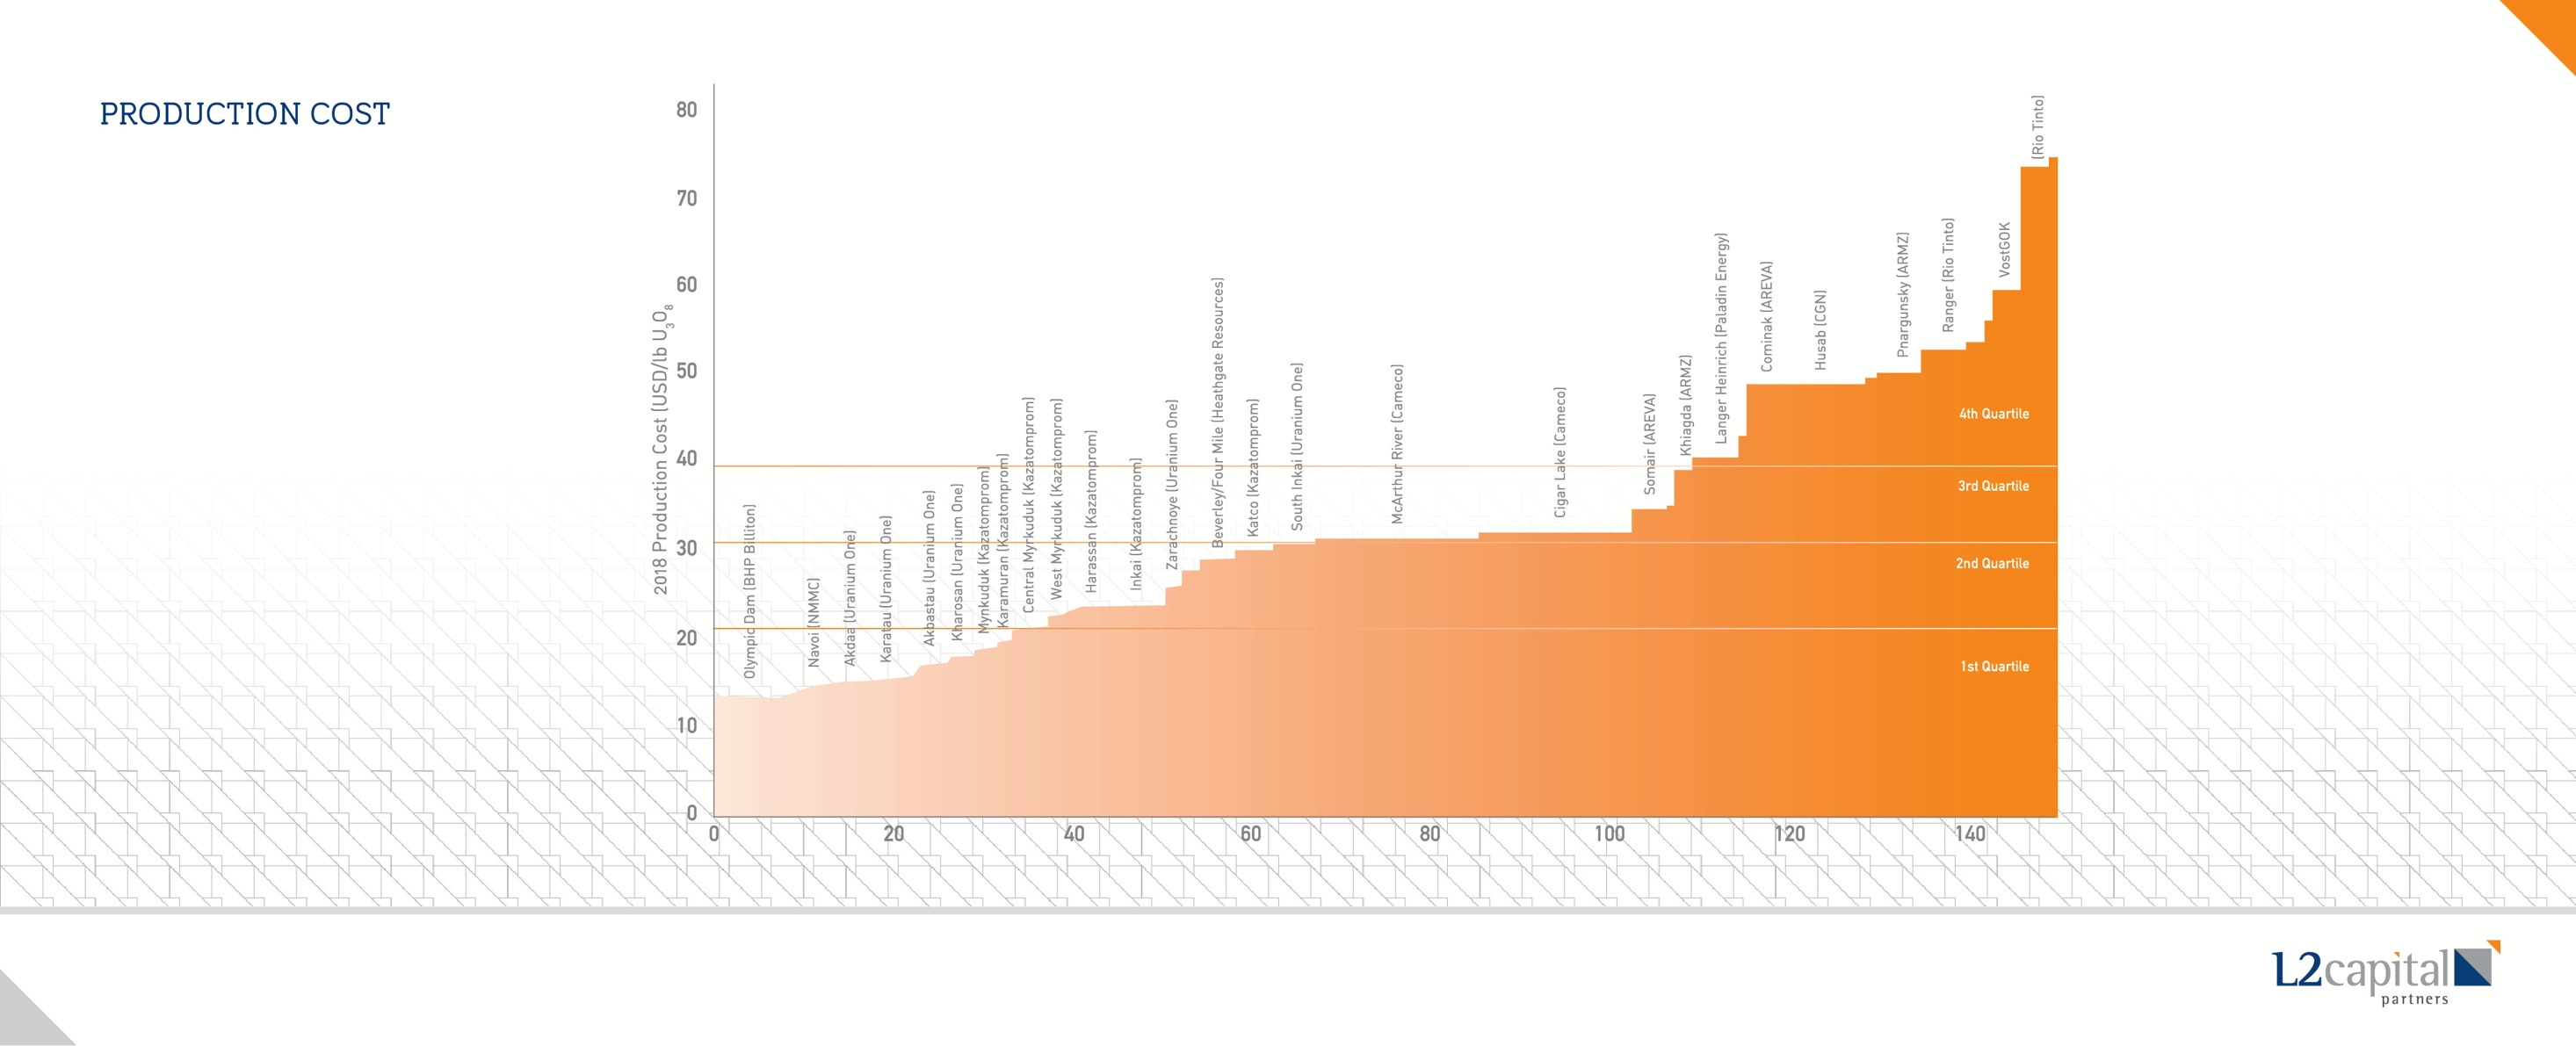 PRODUCTION COST
2018 Production Cost (USD/lb U₃O₈
80
70
60
50
40
30
20
10
0
0
20
40
60
80
100
120
140
Olympic Dam (BHP Billiton)
Navoi (NMMC)
Akdaa (Uranium One)
Karatau (Uranium One)
Akbastau (Uranium One)
Kharosan (Uranium One)
Mynkuduk (Kazatomprom)
Karamuran (Kazatomprom)
Central Myrkuduk (Kazatomprom)
West Myrkuduk (Kazatomprom)
Harassan (Kazatomprom)
Inkai (Kazatomprom)
Zarachnoye (Uranium One)
Beverley/Four Mile (Heathgate Resources)
Katco (Kazatomprom)
South Inkai (Uranium One)
McArthur River (Cameco)
Cigar Lake (Cameco)
Somair (AREVA)
Khiagda (ARMZ)
Langer Heinrich (Paladin Energy)
Cominak (AREVA)
Husab (CGN)
Pnargunsky (ARMZ)
Ranger (Rio Tinto)
VostGOK
(Rio Tinto)
4th Quartile
3rd Quartile
2nd Quartile
1st Quartile
L2capital
partners